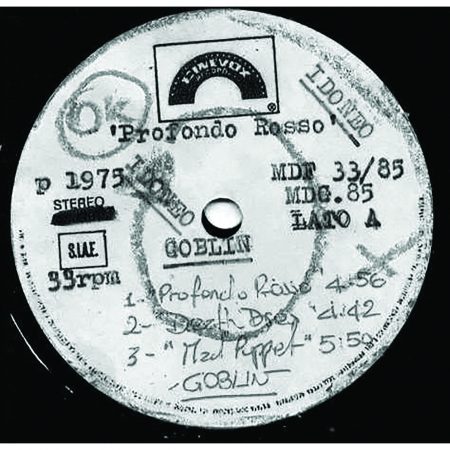 CINEVOX
RECORD
®
OK
IDONEO
'Profondo Rosso'
IDONEO
p 1975
MDF 33/85
STEREO
MDG.85
LATO A
S.I.A.E.
GOBLIN
33rpm
1- "Profondo Rosso" 4:56
2- "Death Dies" 4:42
3- "Mad Puppet" 5:50
- GOBLIN -